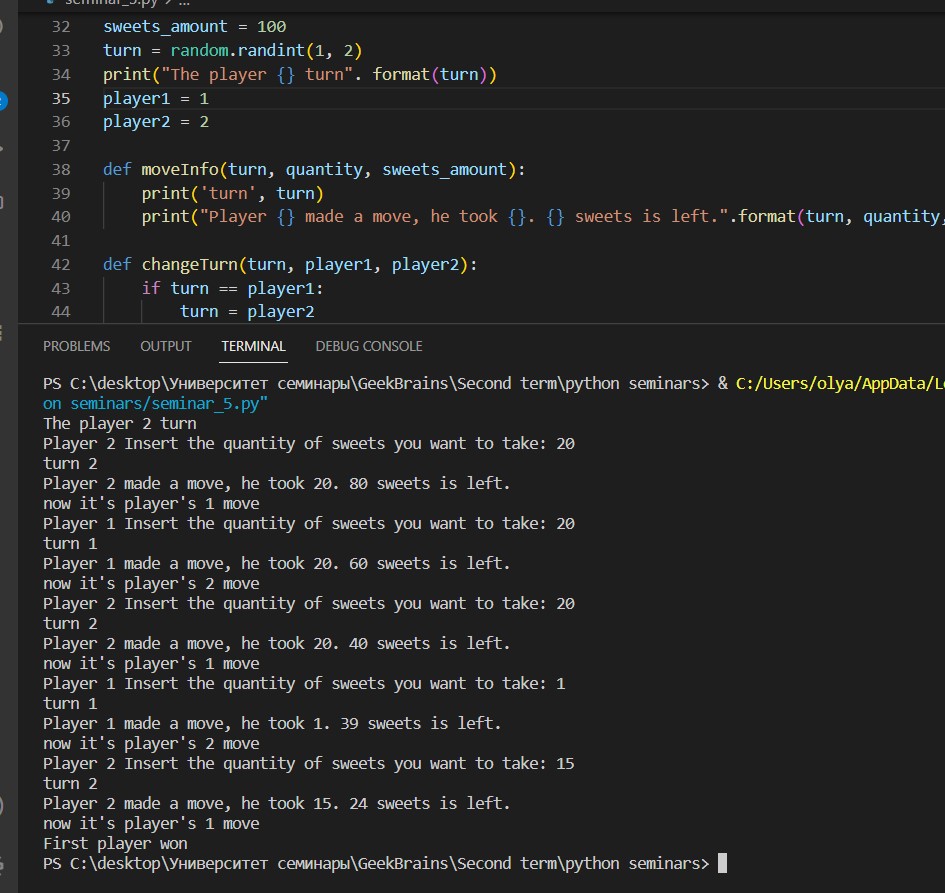 seminar_5.py > ...
32 sweets_amount = 100
33 turn = random.randint(1, 2)
34 print("The player {} turn". format(turn))
35 player1 = 1
36 player2 = 2
37
38 def moveInfo(turn, quantity, sweets_amount):
39 print('turn', turn)
40 print("Player {} made a move, he took {}. {} sweets is left.".format(turn, quantity,
41
42 def changeTurn(turn, player1, player2):
43 if turn == player1:
44 turn = player2
PROBLEMS OUTPUT TERMINAL DEBUG CONSOLE
PS C:\desktop\Университет семинары\GeekBrains\Second term\python seminars> & C:/Users/olya/AppData/Lo
on seminars/seminar_5.py"
The player 2 turn
Player 2 Insert the quantity of sweets you want to take: 20
turn 2
Player 2 made a move, he took 20. 80 sweets is left.
now it's player's 1 move
Player 1 Insert the quantity of sweets you want to take: 20
turn 1
Player 1 made a move, he took 20. 60 sweets is left.
now it's player's 2 move
Player 2 Insert the quantity of sweets you want to take: 20
turn 2
Player 2 made a move, he took 20. 40 sweets is left.
now it's player's 1 move
Player 1 Insert the quantity of sweets you want to take: 1
turn 1
Player 1 made a move, he took 1. 39 sweets is left.
now it's player's 2 move
Player 2 Insert the quantity of sweets you want to take: 15
turn 2
Player 2 made a move, he took 15. 24 sweets is left.
now it's player's 1 move
First player won
PS C:\desktop\Университет семинары\GeekBrains\Second term\python seminars>